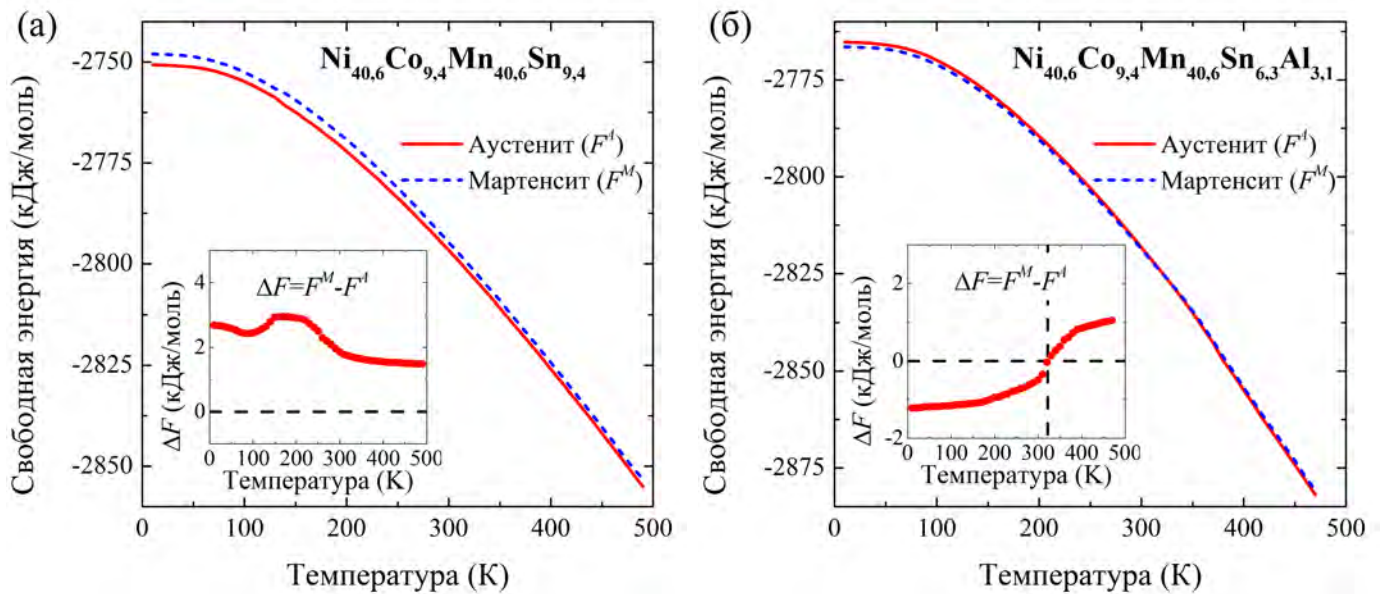 (а)
Свободная энергия (кДж/моль)
-2750
-2775
-2800
-2825
-2850
Ni40,6Co9,4Mn40,6Sn9,4
Аустенит (F^A)
Мартенсит (F^M)
ΔF=F^M-F^A
ΔF (кДж/моль)
4
2
0
0 100 200 300 400 500
Температура (К)
0 100 200 300 400 500
Температура (К)
(б)
Свободная энергия (кДж/моль)
-2775
-2800
-2825
-2850
-2875
Ni40,6Co9,4Mn40,6Sn6,3Al3,1
Аустенит (F^A)
Мартенсит (F^M)
ΔF=F^M-F^A
ΔF (кДж/моль)
2
0
-2
0 100 200 300 400 500
Температура (К)
0 100 200 300 400 500
Температура (К)